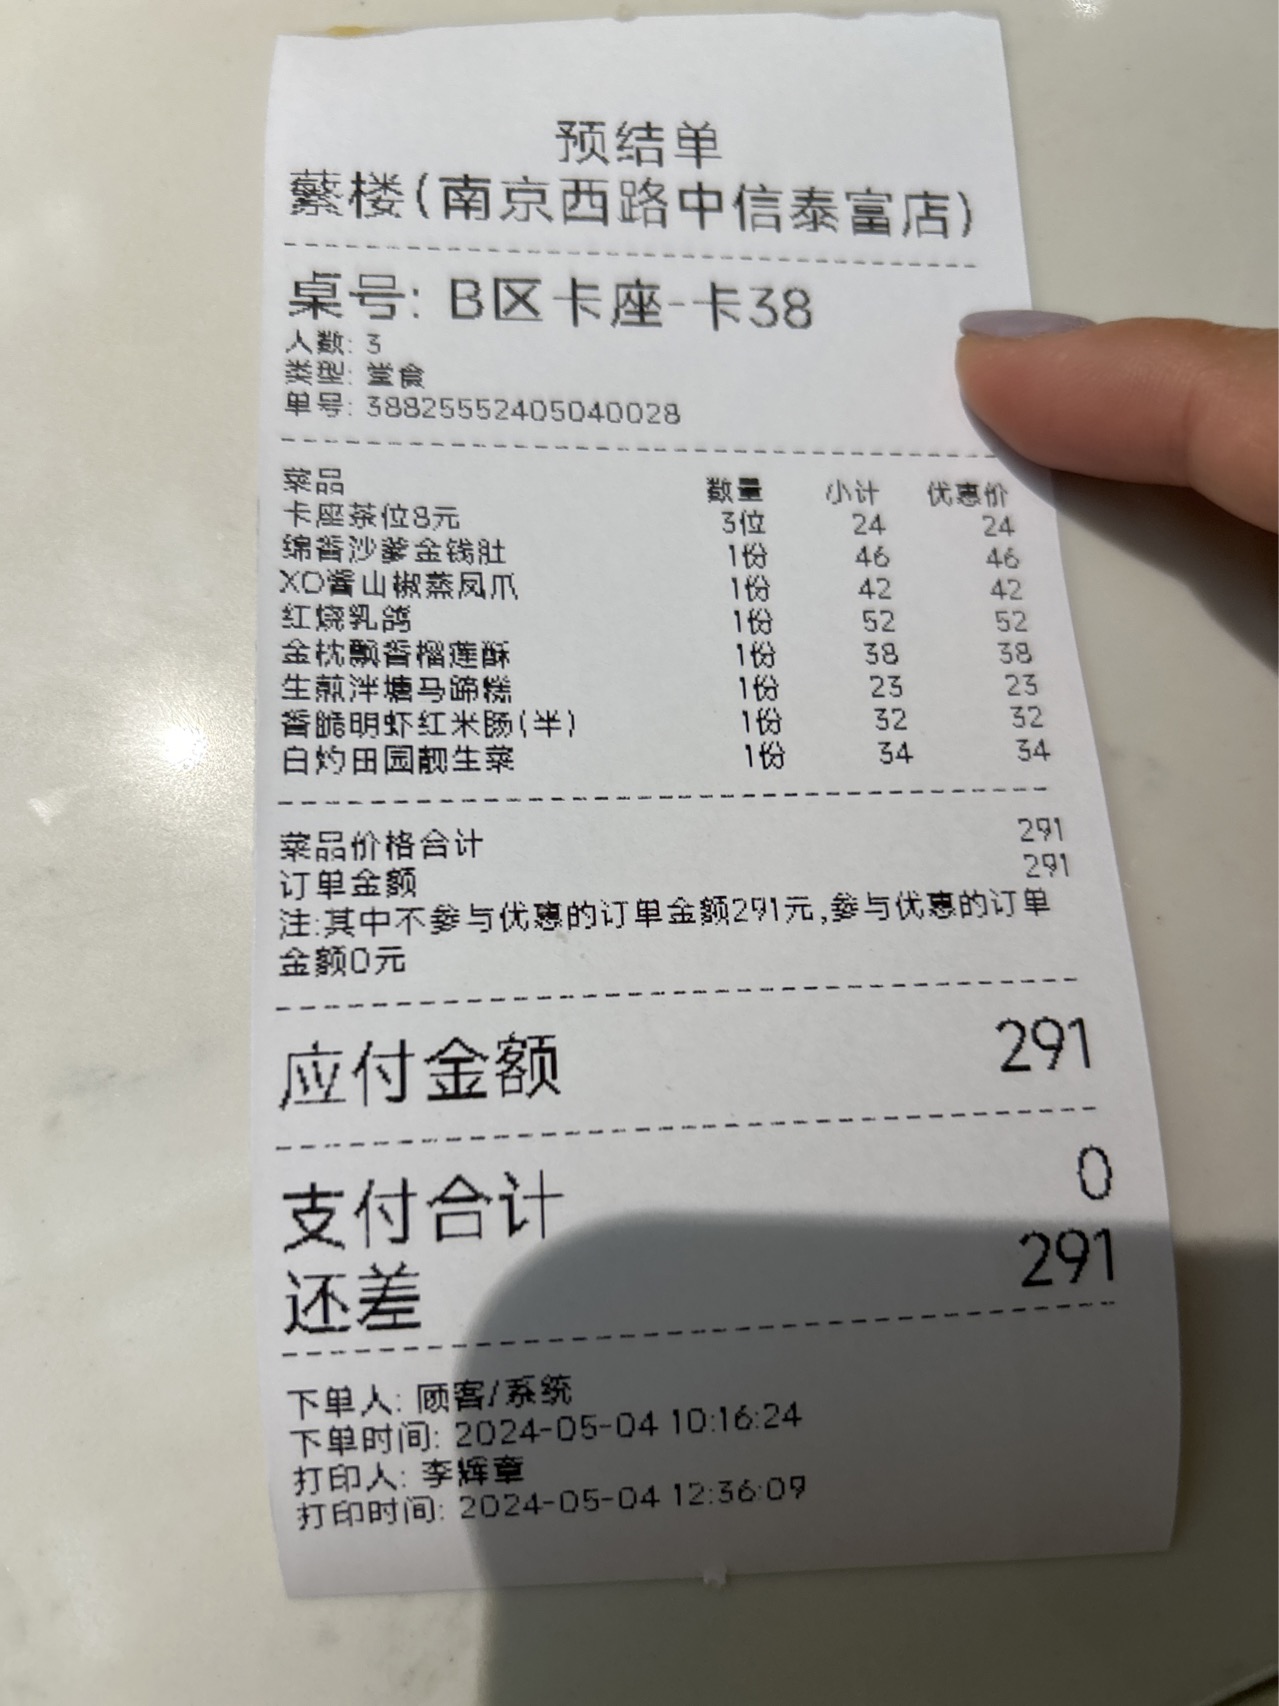 预结单
蘩楼(南京西路中信泰富店)
桌号: B区卡座-卡38
人数: 3
类型: 堂食
单号: 38825552405040028
菜品 数量 小计 优惠价
卡座茶位8元 3位 24 24
绵香沙爹金钱肚 1份 46 46
XO酱山椒蒸凤爪 1份 42 42
红烧乳鸽 1份 52 52
金枕飘香榴莲酥 1份 38 38
生煎泮塘马蹄糕 1份 23 23
香脆明虾红米肠(半) 1份 32 32
白灼田园靓生菜 1份 34 34
菜品价格合计 291
订单金额 291
注:其中不参与优惠的订单金额291元,参与优惠的订单
金额0元
应付金额 291
支付合计 0
还差 291
下单人: 顾客/系统
下单时间: 2024-05-04 10:16:24
打印人: 李辉章
打印时间: 2024-05-04 12:36:09